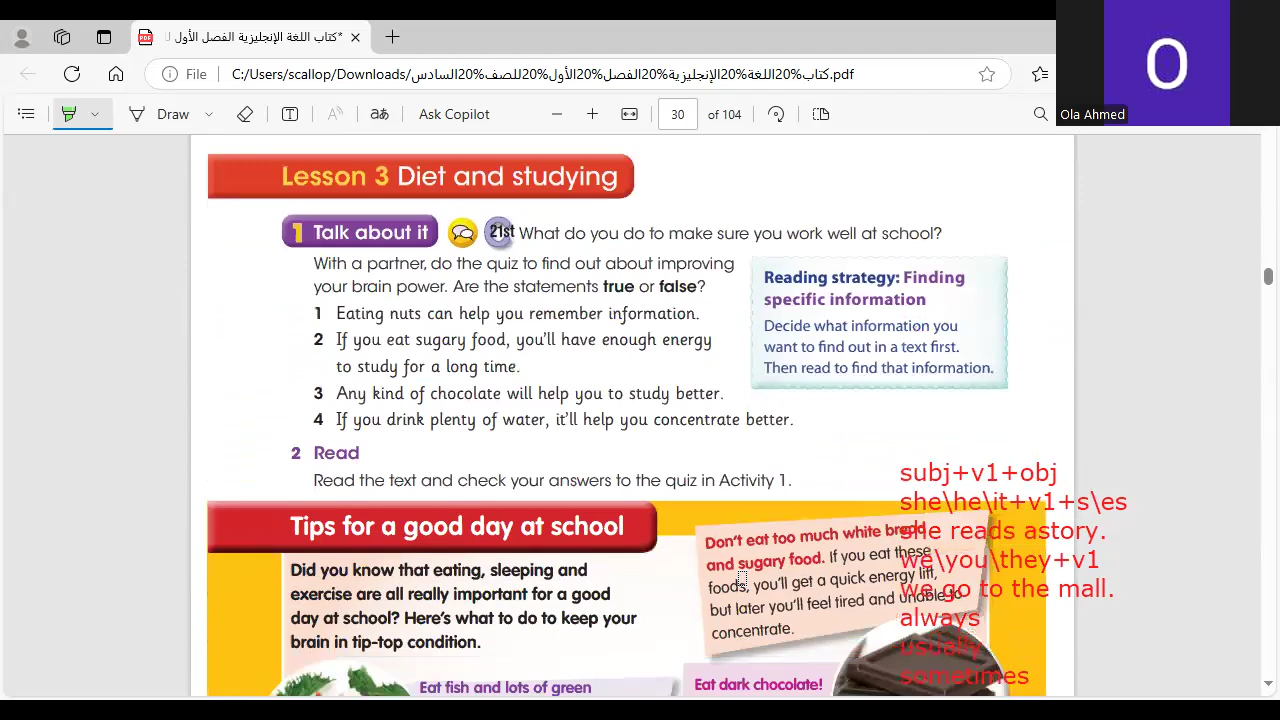 *كتاب اللغة الإنجليزية الفصل الأول ل
File
C:/Users/scallop/Downloads/كتاب%20اللغة%20الإنجليزية%20الفصل%20الأول%20للصف%20السادس.pdf
Draw
Ask Copilot
30 of 104
O
Ola Ahmed
Lesson 3 Diet and studying
1 Talk about it 21st What do you do to make sure you work well at school?
With a partner, do the quiz to find out about improving
your brain power. Are the statements true or false?
1 Eating nuts can help you remember information.
2 If you eat sugary food, you'll have enough energy
to study for a long time.
3 Any kind of chocolate will help you to study better.
4 If you drink plenty of water, it'll help you concentrate better.
Reading strategy: Finding
specific information
Decide what information you
want to find out in a text first.
Then read to find that information.
2 Read
Read the text and check your answers to the quiz in Activity 1.
Tips for a good day at school
Did you know that eating, sleeping and
exercise are all really important for a good
day at school? Here's what to do to keep your
brain in tip-top condition.
Don't eat too much white bread
and sugary food. If you eat these
foods, you'll get a quick energy lift,
but later you'll feel tired and unable to
concentrate.
Eat fish and lots of green
Eat dark chocolate!
subj+v1+obj
she\he\it+v1+s\es
she reads astory.
we\you\they+v1
we go to the mall.
always
usually
sometimes